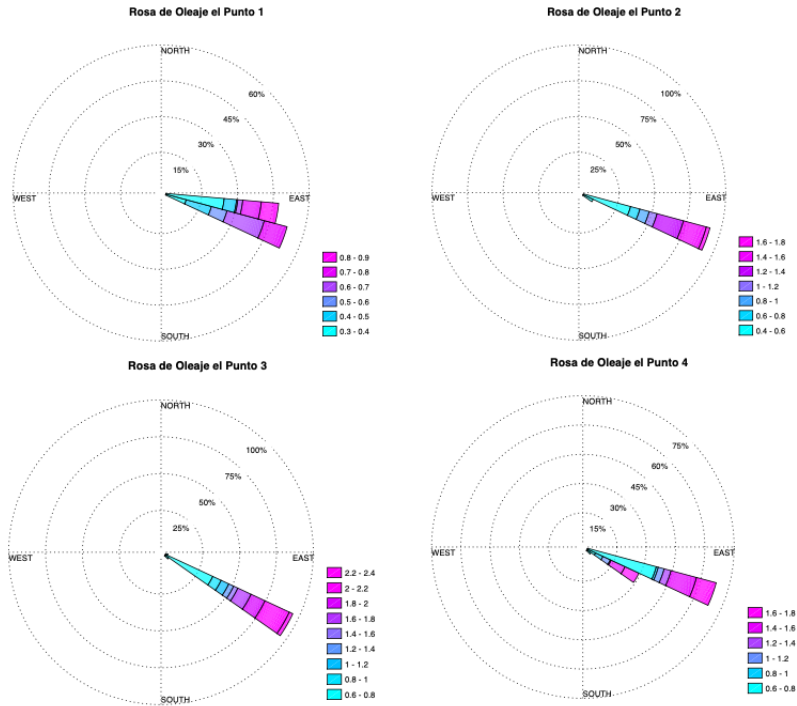 Rosa de Oleaje el Punto 1
NORTH
60%
45%
30%
15%
WEST
EAST
SOUTH
0.8 - 0.9
0.7 - 0.8
0.6 - 0.7
0.5 - 0.6
0.4 - 0.5
0.3 - 0.4
Rosa de Oleaje el Punto 2
NORTH
100%
75%
50%
25%
WEST
EAST
SOUTH
1.6 - 1.8
1.4 - 1.6
1.2 - 1.4
1 - 1.2
0.8 - 1
0.6 - 0.8
0.4 - 0.6
Rosa de Oleaje el Punto 3
NORTH
100%
75%
50%
25%
WEST
EAST
SOUTH
2.2 - 2.4
2 - 2.2
1.8 - 2
1.6 - 1.8
1.4 - 1.6
1.2 - 1.4
1 - 1.2
0.8 - 1
0.6 - 0.8
Rosa de Oleaje el Punto 4
NORTH
75%
60%
45%
30%
15%
WEST
EAST
SOUTH
1.6 - 1.8
1.4 - 1.6
1.2 - 1.4
1 - 1.2
0.8 - 1
0.6 - 0.8